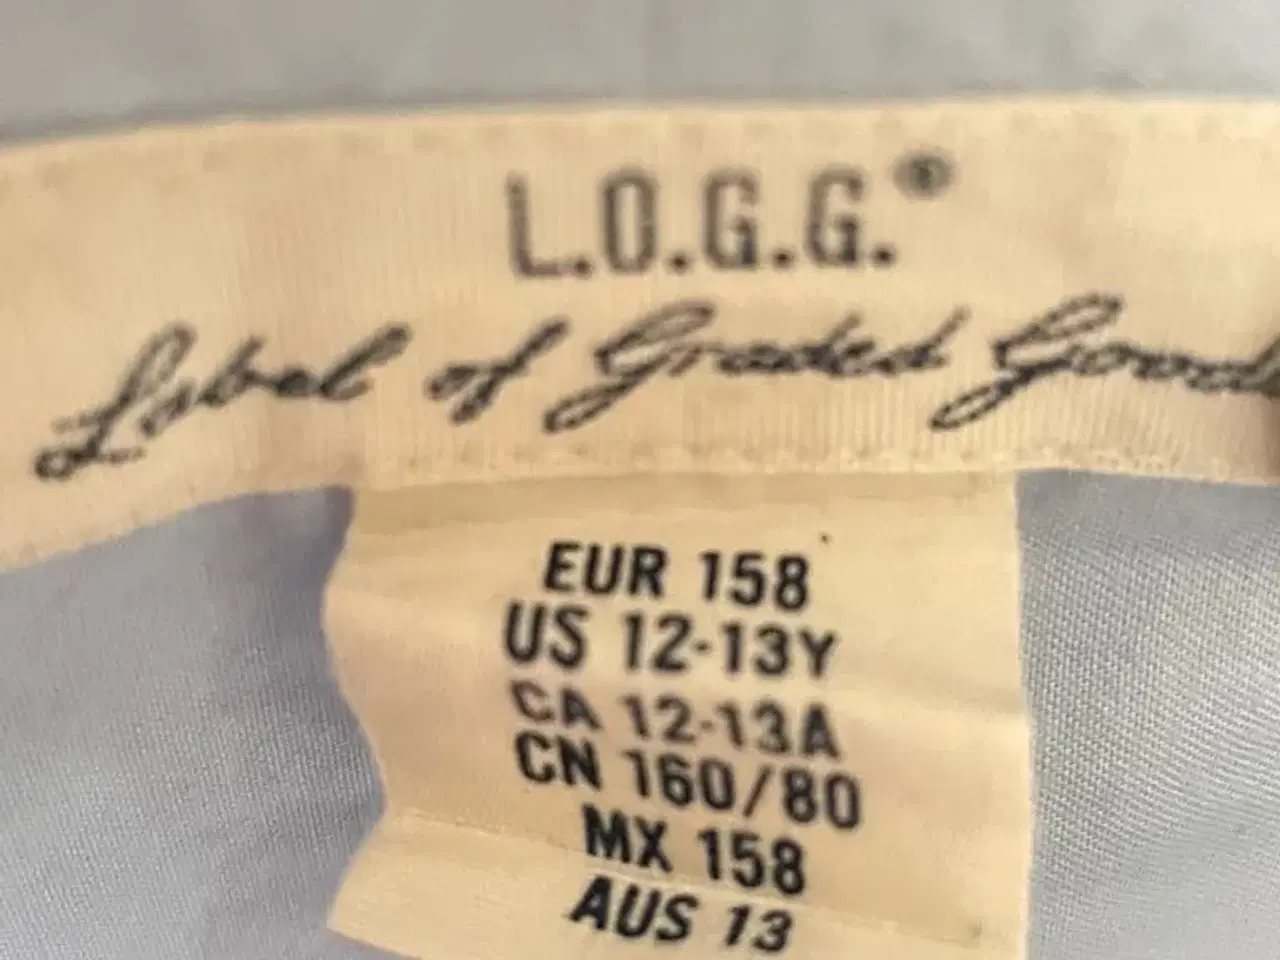 L.O.G.G.®
Label of Graded Good
EUR 158
US 12-13Y
CA 12-13A
CN 160/80
MX 158
AUS 13